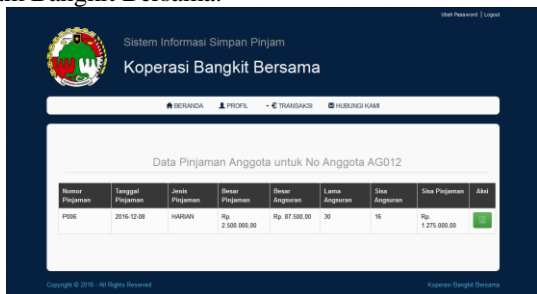 Ubah Password | Logout
Sistem Informasi Simpan Pinjam
Koperasi Bangkit Bersama
BERANDA PROFIL TRANSAKSI HUBUNGI KAMI
Data Pinjaman Anggota untuk No Anggota AG012
Nomor Pinjaman Tanggal Pinjaman Jenis Pinjaman Besar Pinjaman Besar Angsuran Lama Angsuran Sisa Angsuran Sisa Pinjaman Aksi
P006 2016-12-08 HARIAN Rp. 2.500.000,00 Rp. 87.500,00 30 16 Rp. 1.275.000,00
Copyright © 2016 - All Rights Reserved Koperasi Bangkit Bersama